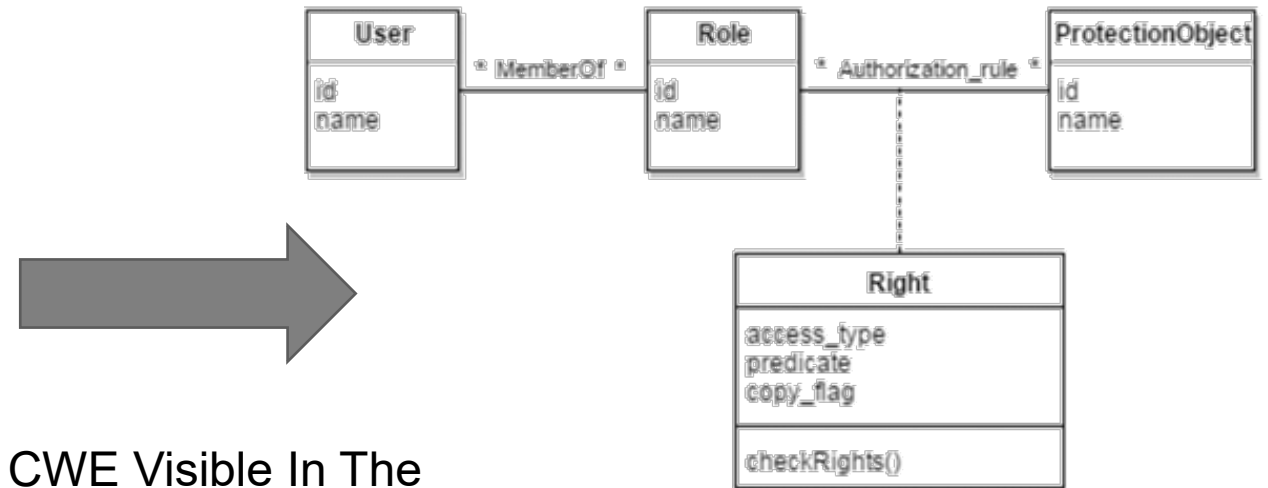 User
id
name
* MemberOf *
Role
id
name
* Authorization_rule *
ProtectionObject
id
name
Right
access_type
predicate
copy_flag
checkRights()
CWE Visible In The